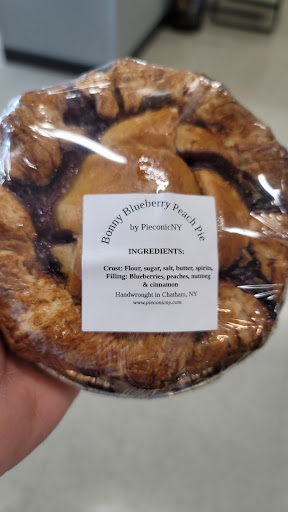 Bonny Blueberry Peach Pie
by PieconicNY
INGREDIENTS:
Crust: Flour, sugar, salt, butter, spirits,
Filling: Blueberries, peaches, nutmeg
& cinnamon
Handwrought in Chatham, NY
www.pieconicny.com